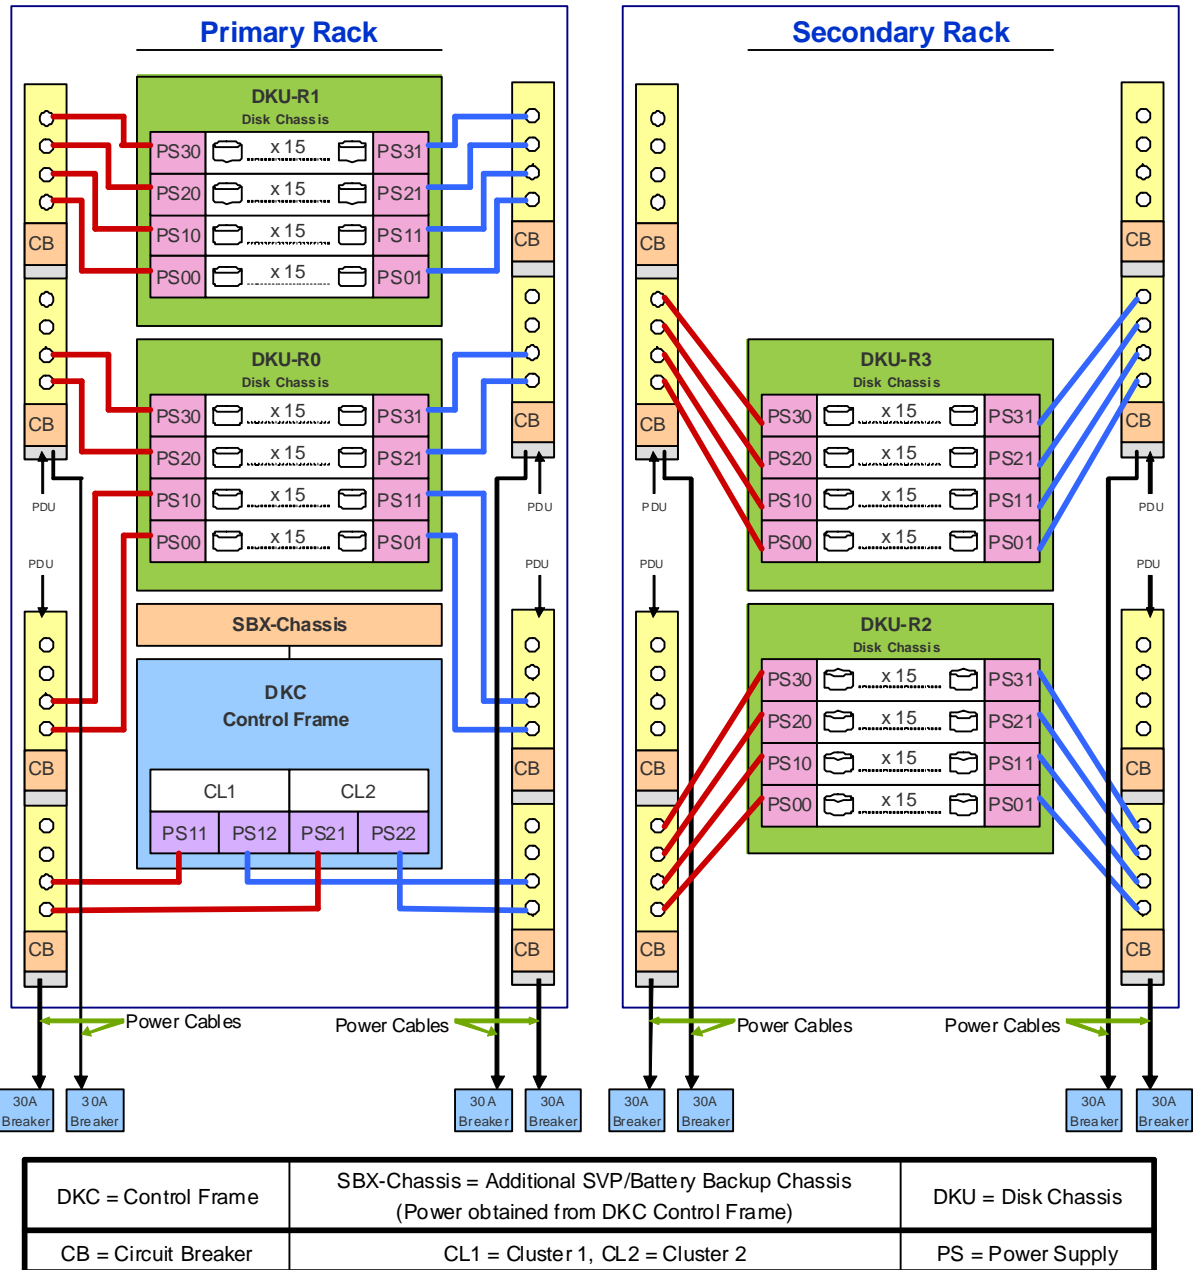 Primary Rack
Secondary Rack
DKU-R1
Disk Chassis
PS30 x 15 PS31
PS20 x 15 PS21
PS10 x 15 PS11
PS00 x 15 PS01
CB
CB
CB
CB
DKU-R0
Disk Chassis
PS30 x 15 PS31
PS20 x 15 PS21
PS10 x 15 PS11
PS00 x 15 PS01
CB
CB
PDU
PDU
PDU
PDU
SBX-Chassis
DKC
Control Frame
CL1 CL2
PS11 PS12 PS21 PS22
CB
CB
CB
CB
DKU-R3
Disk Chassis
PS30 x 15 PS31
PS20 x 15 PS21
PS10 x 15 PS11
PS00 x 15 PS01
CB
CB
PDU
PDU
PDU
PDU
DKU-R2
Disk Chassis
PS30 x 15 PS31
PS20 x 15 PS21
PS10 x 15 PS11
PS00 x 15 PS01
CB
CB
CB
CB
Power Cables
Power Cables
Power Cables
Power Cables
30A
Breaker
30A
Breaker
30A
Breaker
30A
Breaker
30A
Breaker
30A
Breaker
30A
Breaker
30A
Breaker
DKC = Control Frame
SBX-Chassis = Additional SVP/Battery Backup Chassis
(Power obtained from DKC Control Frame)
DKU = Disk Chassis
CB = Circuit Breaker
CL1 = Cluster 1, CL2 = Cluster 2
PS = Power Supply